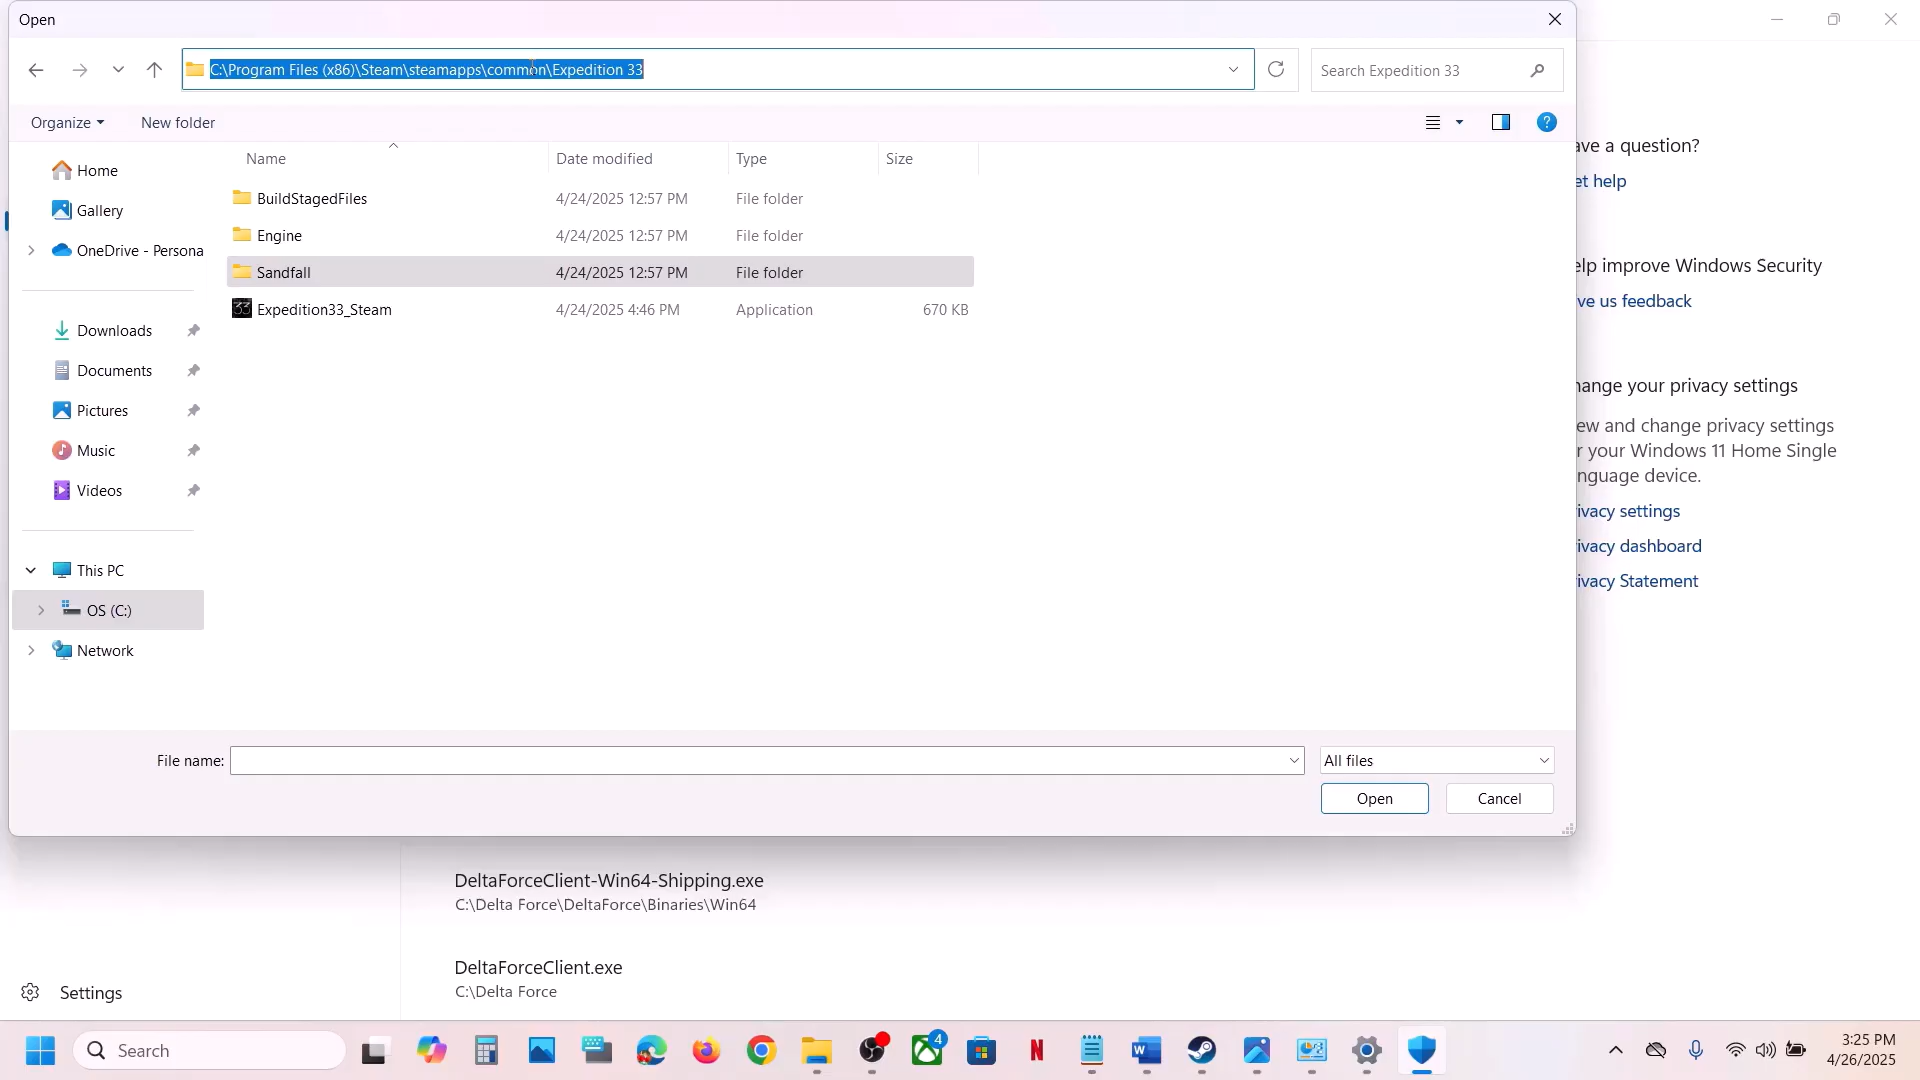 Open
C:\Program Files (x86)\Steam\steamapps\common\Expedition 33
Search Expedition 33
Organize
New folder
Name
Date modified
Type
Size
Home
Gallery
OneDrive - Persona
Downloads
Documents
Pictures
Music
Videos
This PC
OS (C:)
Network
BuildStagedFiles 4/24/2025 12:57 PM File folder
Engine 4/24/2025 12:57 PM File folder
Sandfall 4/24/2025 12:57 PM File folder
Expedition33_Steam 4/24/2025 4:46 PM Application 670 KB
File name:
All files
Open
Cancel
ave a question?
et help
elp improve Windows Security
ve us feedback
hange your privacy settings
ew and change privacy settings
r your Windows 11 Home Single
nguage device.
ivacy settings
ivacy dashboard
ivacy Statement
DeltaForceClient-Win64-Shipping.exe
C:\Delta Force\DeltaForce\Binaries\Win64
DeltaForceClient.exe
C:\Delta Force
Settings
Search
4
3:25 PM
4/26/2025